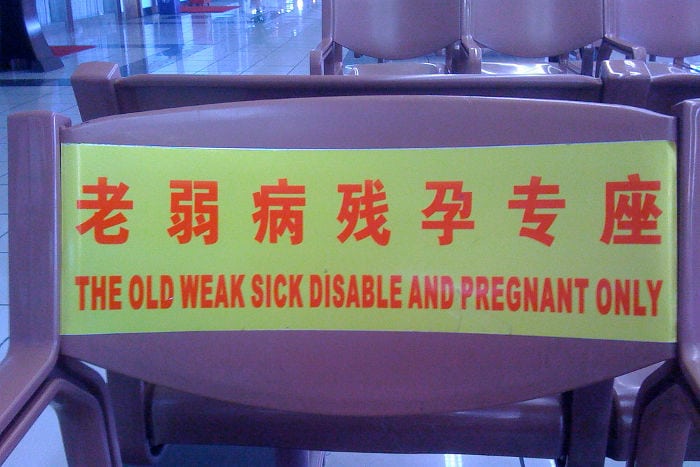 老弱病残孕专座
THE OLD WEAK SICK DISABLE AND PREGNANT ONLY